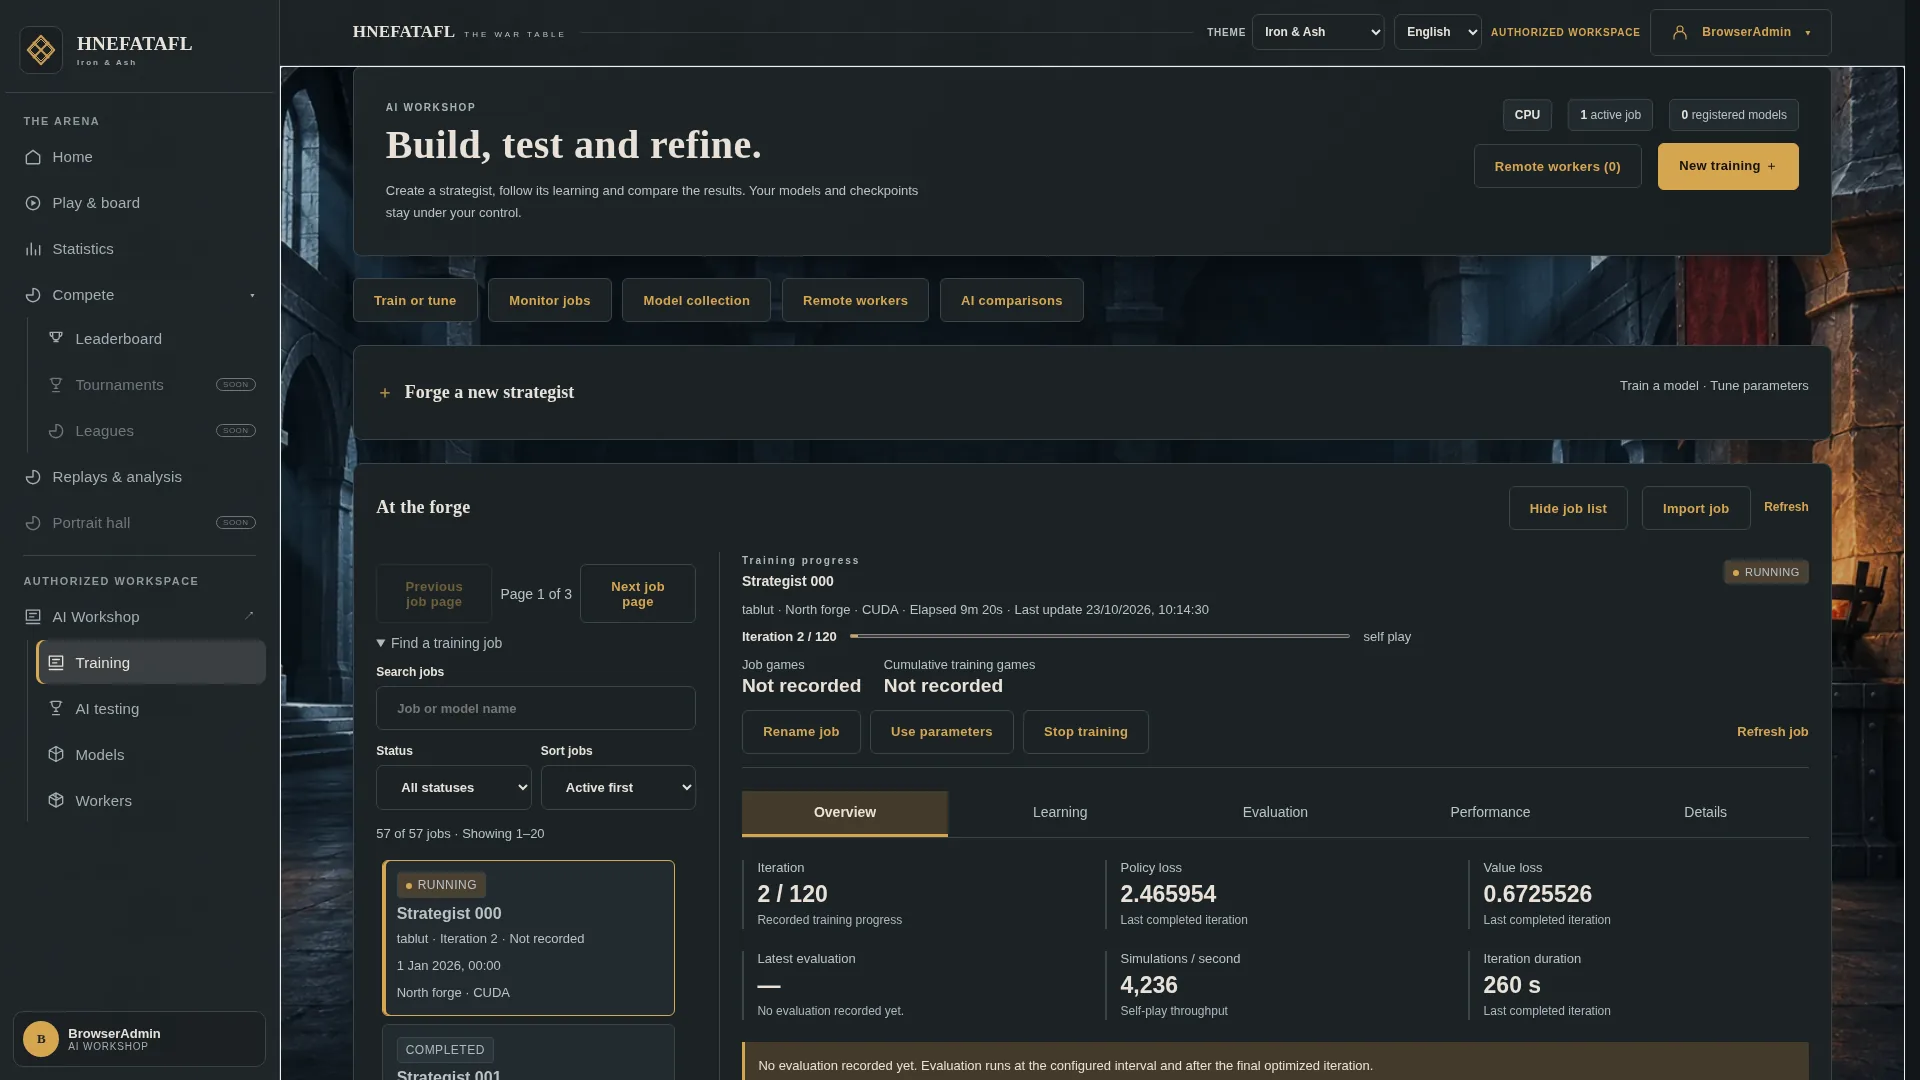 HNEFATAFL
Iron & Ash
THE ARENA
Home
Play & board
Statistics
Compete
Leaderboard
Tournaments SOON
Leagues SOON
Replays & analysis
Portrait hall SOON
AUTHORIZED WORKSPACE
AI Workshop
Training
AI testing
Models
Workers
B BrowserAdmin
AI WORKSHOP
HNEFATAFL THE WAR TABLE THEME Iron & Ash English AUTHORIZED WORKSPACE BrowserAdmin
AI WORKSHOP
Build, test and refine.
Create a strategist, follow its learning and compare the results. Your models and checkpoints
stay under your control.
CPU 1 active job 0 registered models
Remote workers (0) New training +
Train or tune Monitor jobs Model collection Remote workers AI comparisons
+ Forge a new strategist Train a model · Tune parameters
At the forge Hide job list Import job Refresh
Previous
job page
Page 1 of 3
Next job
page
Find a training job
Search jobs
Job or model name
Status Sort jobs
All statuses Active first
57 of 57 jobs · Showing 1–20
RUNNING
Strategist 000
tablut · Iteration 2 · Not recorded
1 Jan 2026, 00:00
North forge · CUDA
COMPLETED
Strategist 001
Training progress
Strategist 000 RUNNING
tablut · North forge · CUDA · Elapsed 9m 20s · Last update 23/10/2026, 10:14:30
Iteration 2 / 120 self play
Job games Cumulative training games
Not recorded Not recorded
Rename job Use parameters Stop training Refresh job
Overview Learning Evaluation Performance Details
Iteration
2 / 120
Recorded training progress
Policy loss
2.465954
Last completed iteration
Value loss
0.6725526
Last completed iteration
Latest evaluation
—
No evaluation recorded yet.
Simulations / second
4,236
Self-play throughput
Iteration duration
260 s
Last completed iteration
No evaluation recorded yet. Evaluation runs at the configured interval and after the final optimized iteration.